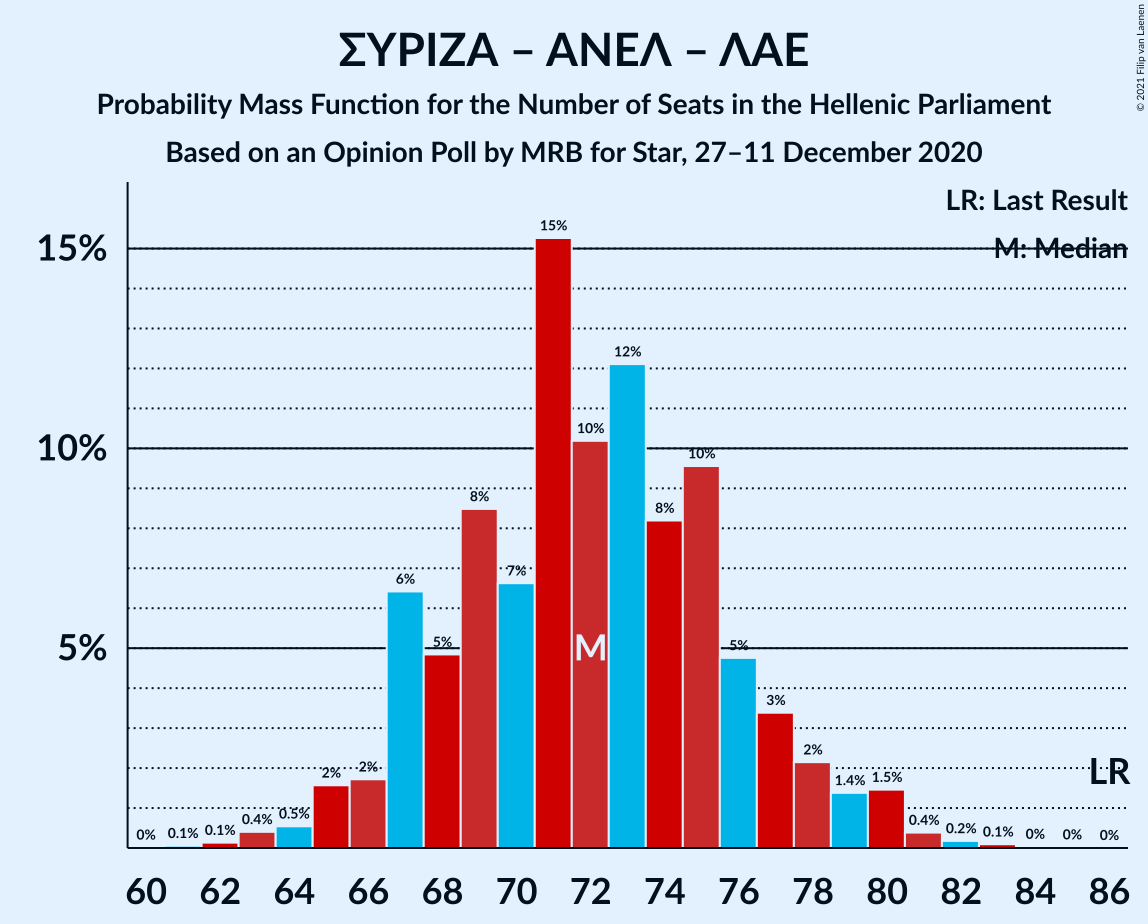 ΣΥΡΙΖΑ – ΑΝΕΛ – ΛΑΕ
Probability Mass Function for the Number of Seats in the Hellenic Parliament
Based on an Opinion Poll by MRB for Star, 27–11 December 2020
© 2021 Filip van Laenen
LR: Last Result
M: Median
15%
10%
5%
0% 0.1% 0.1% 0.4% 0.5% 2% 2% 6% 5% 8% 7% 15% 10% 12% 8% 10% 5% 3% 2% 1.4% 1.5% 0.4% 0.2% 0.1% 0% 0% 0%
M
LR
60 62 64 66 68 70 72 74 76 78 80 82 84 86